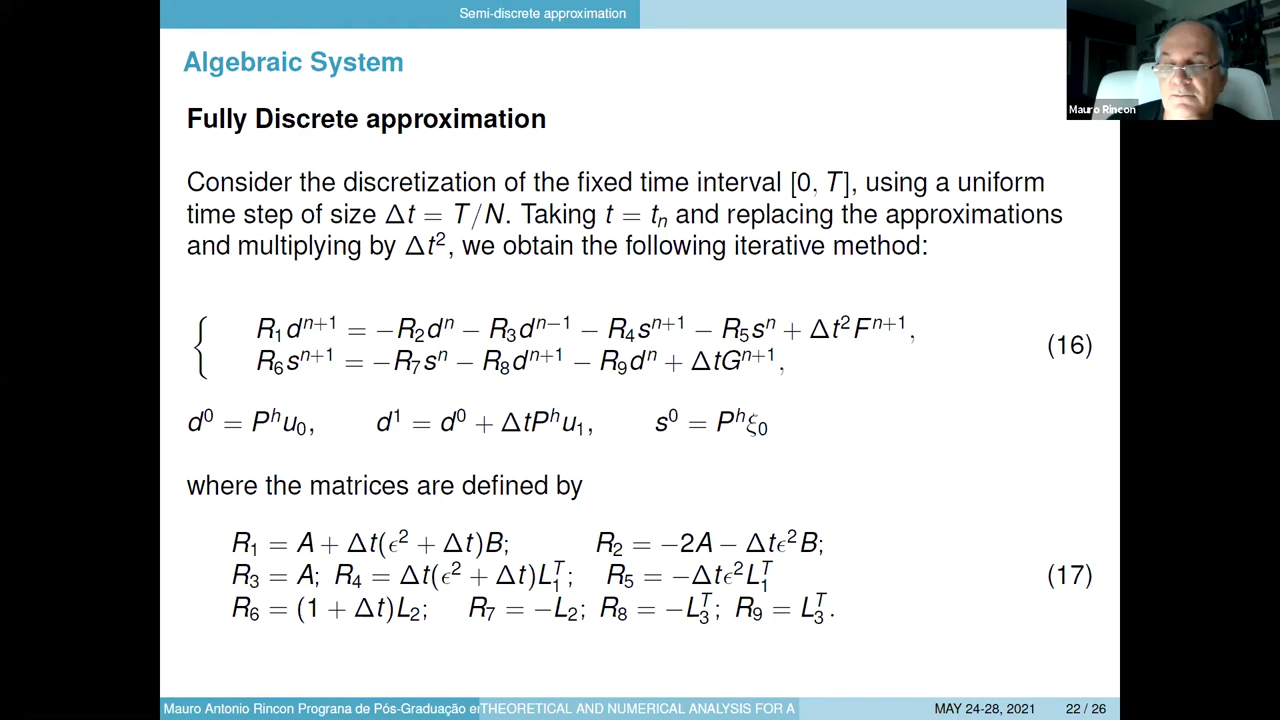 Semi-discrete approximation
Algebraic System
Fully Discrete approximation
Consider the discretization of the fixed time interval [0, T], using a uniform
time step of size Δt = T/N. Taking t = tₙ and replacing the approximations
and multiplying by Δt², we obtain the following iterative method:
R₁dⁿ⁺¹ = −R₂dⁿ − R₃dⁿ⁻¹ − R₄sⁿ⁺¹ − R₅sⁿ + Δt²Fⁿ⁺¹,
R₆sⁿ⁺¹ = −R₇sⁿ − R₈dⁿ⁺¹ − R₉dⁿ + ΔtGⁿ⁺¹,
(16)
d⁰ = Pʰu₀, d¹ = d⁰ + ΔtPʰu₁, s⁰ = Pʰξ₀
where the matrices are defined by
R₁ = A + Δt(ϵ² + Δt)B; R₂ = −2A − Δtϵ²B;
R₃ = A; R₄ = Δt(ϵ² + Δt)L₁ᵀ; R₅ = −Δtϵ²L₁ᵀ
(17)
R₆ = (1 + Δt)L₂; R₇ = −L₂; R₈ = −L₃ᵀ; R₉ = L₃ᵀ.
Mauro Antonio Rincon Prograna de Pós-Graduação er THEORETICAL AND NUMERICAL ANALYSIS FOR A MAY 24-28, 2021 22 / 26
Mauro Rincon